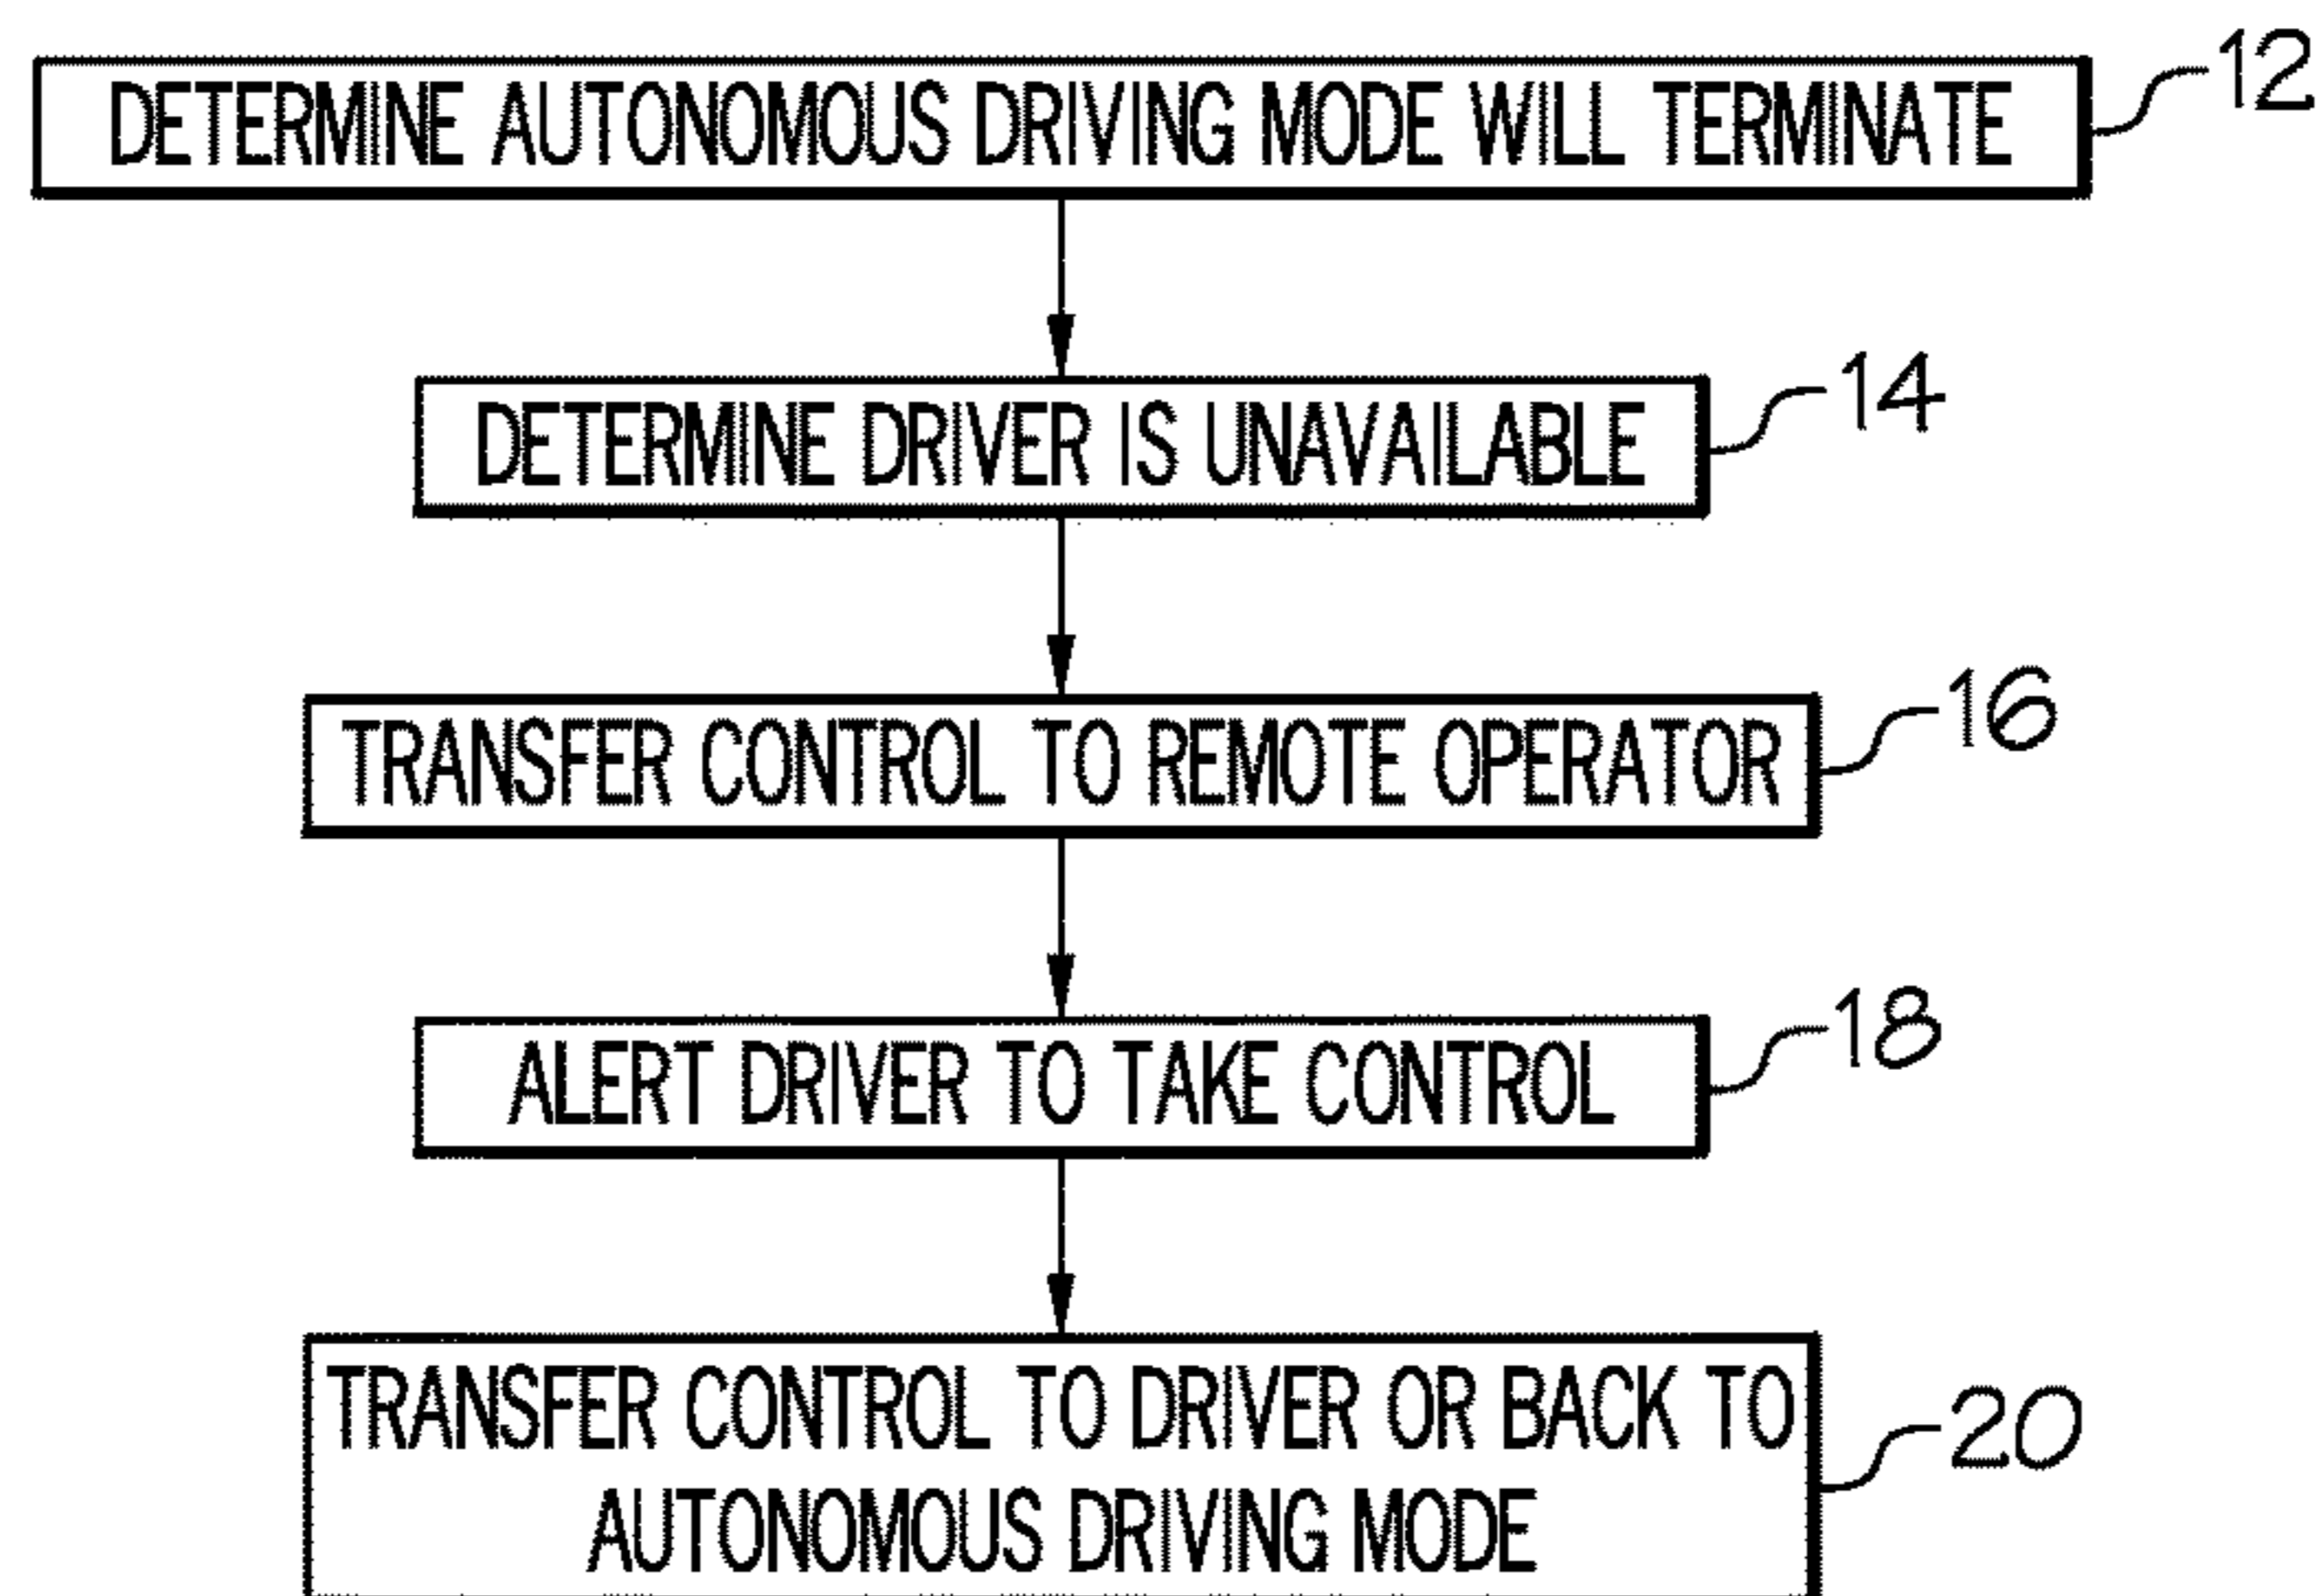 DETERMINE AUTONOMOUS DRIVING MODE WILL TERMINATE
12
DETERMINE DRIVER IS UNAVAILABLE
14
TRANSFER CONTROL TO REMOTE OPERATOR
16
ALERT DRIVER TO TAKE CONTROL
18
TRANSFER CONTROL TO DRIVER OR BACK TO
AUTONOMOUS DRIVING MODE
20